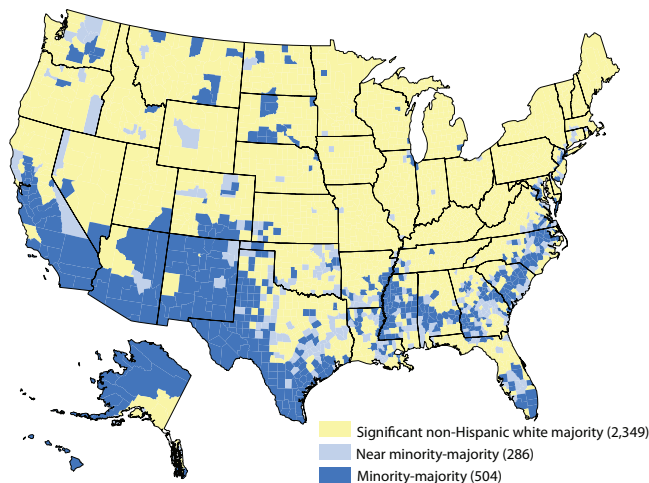 Significant non-Hispanic white majority (2,349)
Near minority-majority (286)
Minority-majority (504)